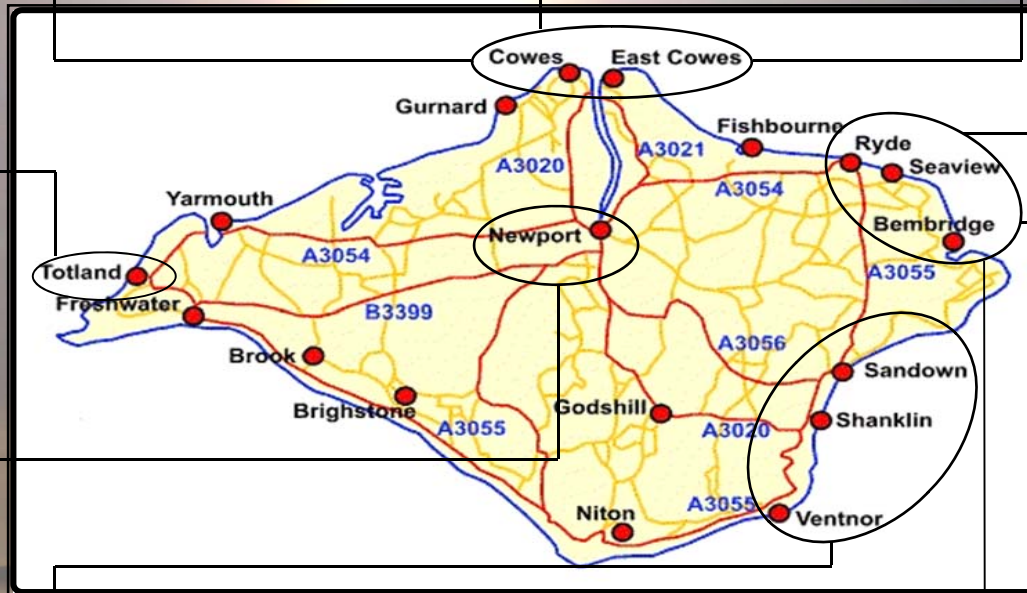 Cowes
East Cowes
Gurnard
Fishbourne
Ryde
Seaview
A3020
A3021
A3054
Yarmouth
Newport
Bembridge
A3054
Totland
A3055
Freshwater
B3399
A3056
Brook
Sandown
Brighstone
Godshill
Shanklin
A3055
A3020
A3055
Niton
Ventnor